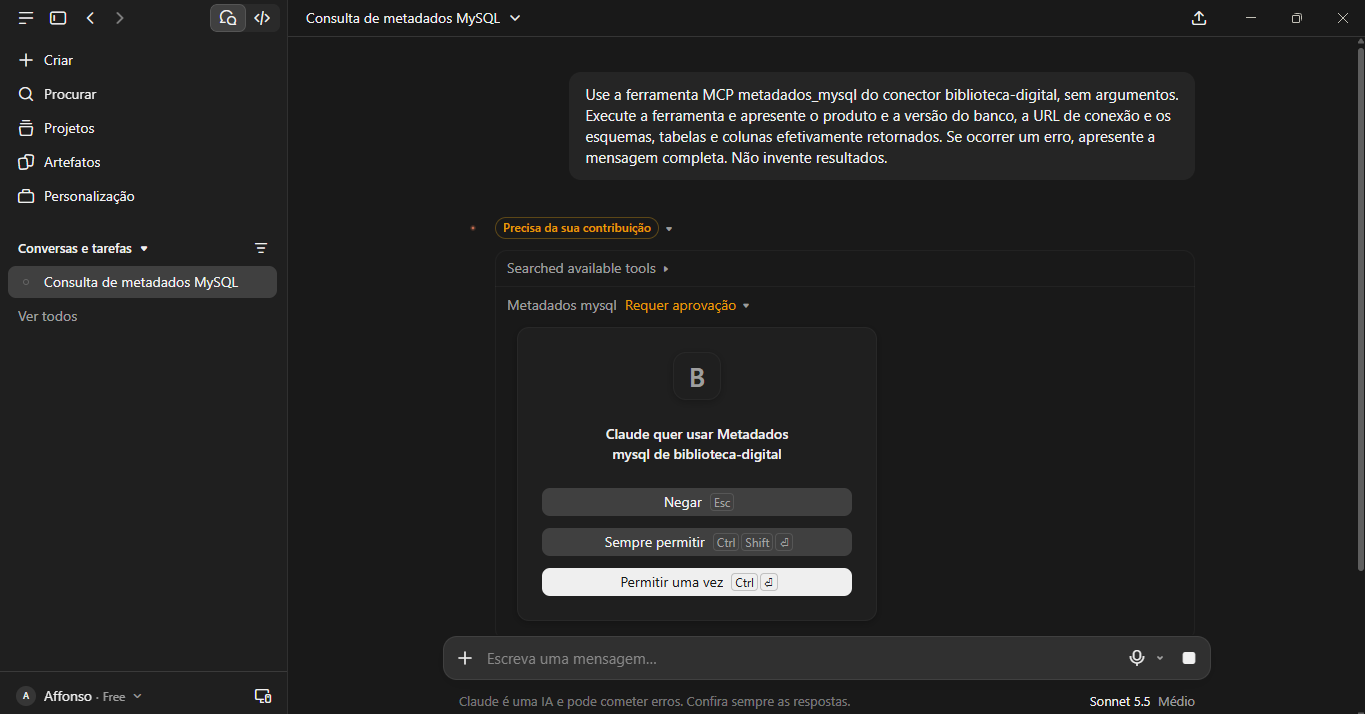 Consulta de metadados MySQL
Criar
Procurar
Projetos
Artefatos
Personalização
Conversas e tarefas
Consulta de metadados MySQL
Ver todos
A Affonso · Free
Use a ferramenta MCP metadados_mysql do conector biblioteca-digital, sem argumentos.
Execute a ferramenta e apresente o produto e a versão do banco, a URL de conexão e os
esquemas, tabelas e colunas efetivamente retornados. Se ocorrer um erro, apresente a
mensagem completa. Não invente resultados.
Precisa da sua contribuição
Searched available tools
Metadados mysql Requer aprovação
B
Claude quer usar Metadados
mysql de biblioteca-digital
Negar Esc
Sempre permitir Ctrl Shift ⏎
Permitir uma vez Ctrl ⏎
Escreva uma mensagem...
Claude é uma IA e pode cometer erros. Confira sempre as respostas.
Sonnet 5.5 Médio